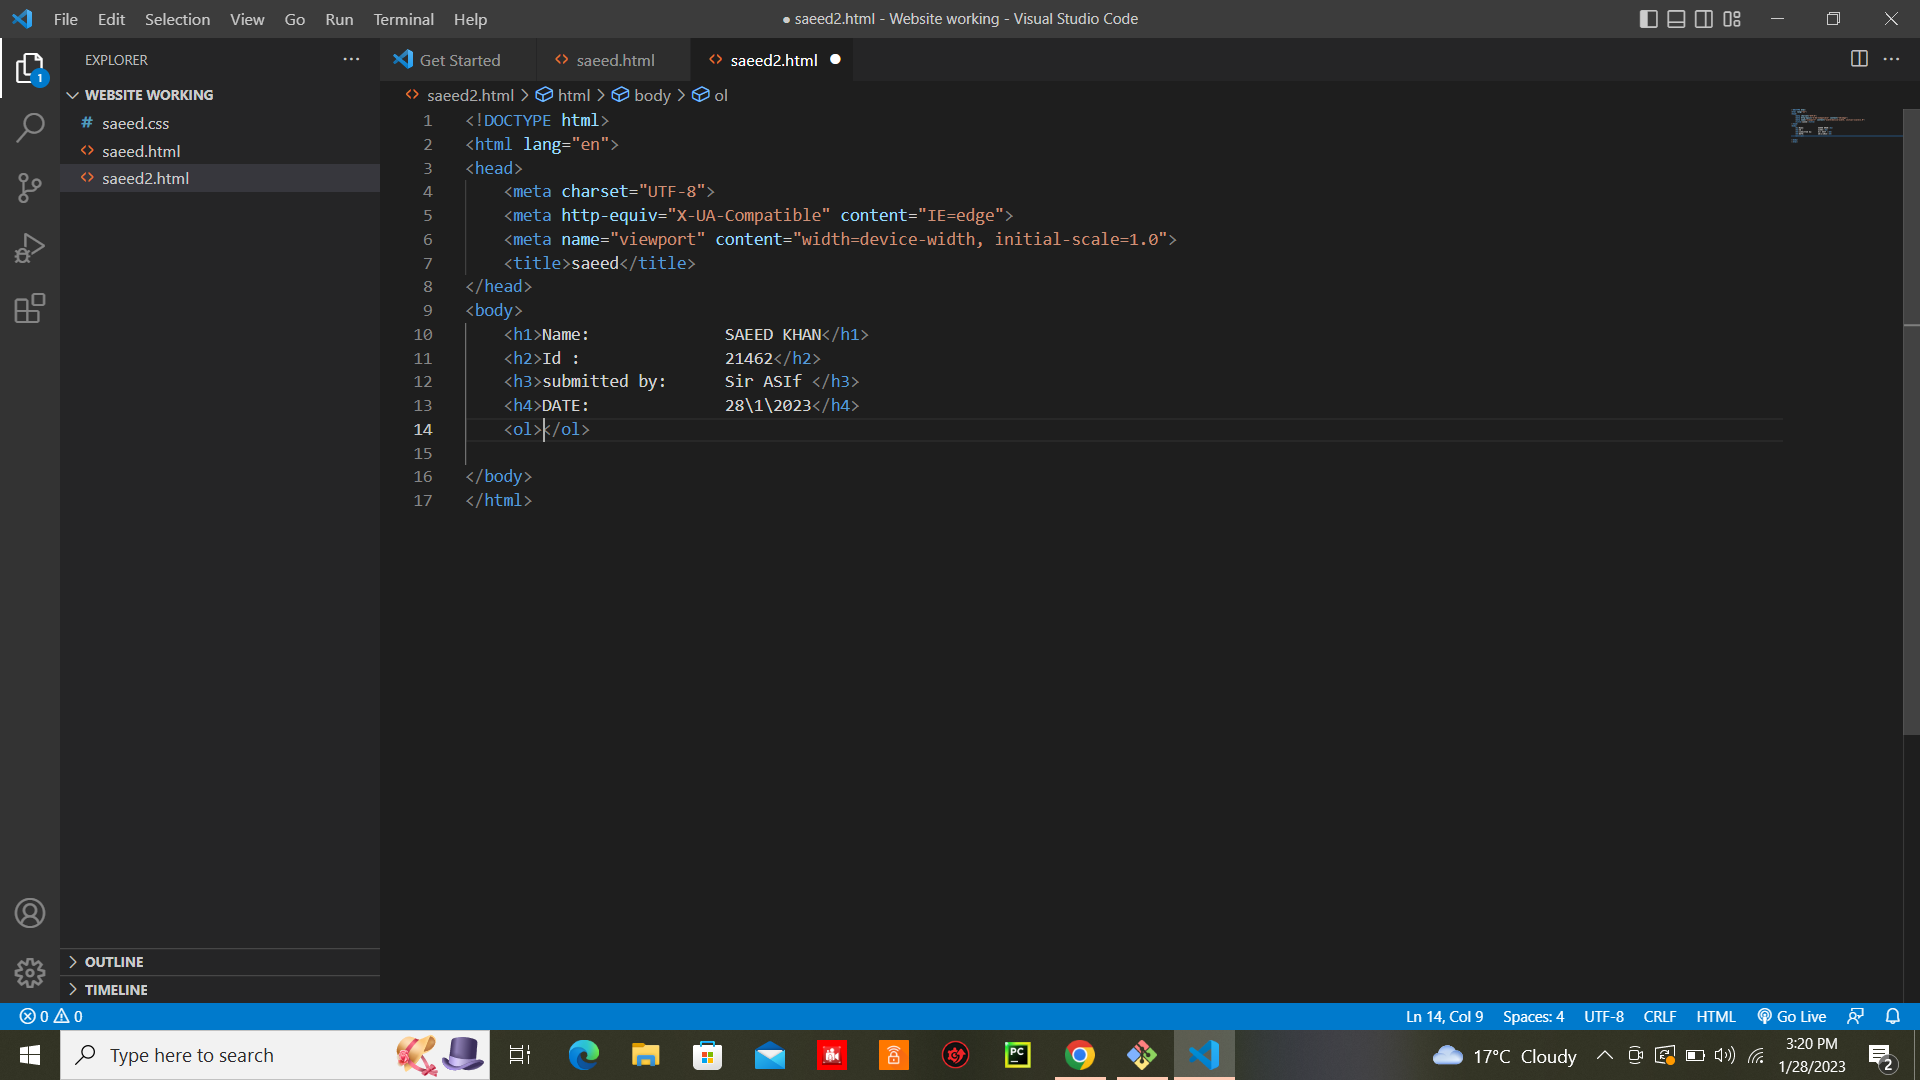 File Edit Selection View Go Run Terminal Help
● saeed2.html - Website working - Visual Studio Code
EXPLORER
Get Started
saeed.html
saeed2.html
1
WEBSITE WORKING
saeed.css
saeed.html
saeed2.html
saeed2.html > html > body > ol
1 <!DOCTYPE html>
2 <html lang="en">
3 <head>
4 <meta charset="UTF-8">
5 <meta http-equiv="X-UA-Compatible" content="IE=edge">
6 <meta name="viewport" content="width=device-width, initial-scale=1.0">
7 <title>saeed</title>
8 </head>
9 <body>
10 <h1>Name: SAEED KHAN</h1>
11 <h2>Id : 21462</h2>
12 <h3>submitted by: Sir ASIf </h3>
13 <h4>DATE: 28\1\2023</h4>
14 <ol></ol>
15
16 </body>
17 </html>
OUTLINE
TIMELINE
0 0
Ln 14, Col 9 Spaces: 4 UTF-8 CRLF HTML Go Live
Type here to search
PC
17°C Cloudy
3:20 PM
1/28/2023
2